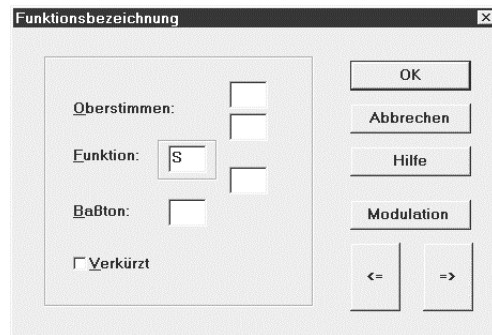 Funktionsbezeichnung
Oberstimmen:
Funktion: S
Baßton:
Verkürzt
OK
Abbrechen
Hilfe
Modulation
<= =>